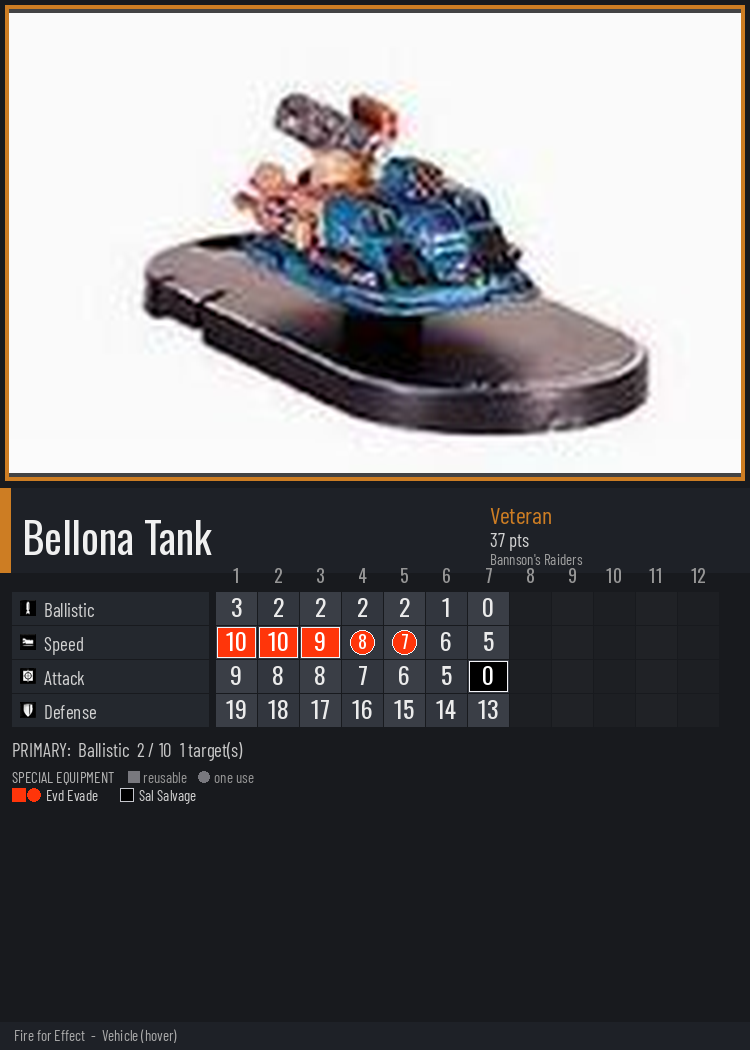 Bellona Tank
Veteran
37 pts
Bannson's Raiders
1 2 3 4 5 6 7 8 9 10 11 12
Ballistic 3 2 2 2 2 1 0
Speed 10 10 9 8 7 6 5
Attack 9 8 8 7 6 5 0
Defense 19 18 17 16 15 14 13
PRIMARY: Ballistic 2 / 10 1 target(s)
SPECIAL EQUIPMENT reusable one use
Evd Evade Sal Salvage
Fire for Effect - Vehicle (hover)